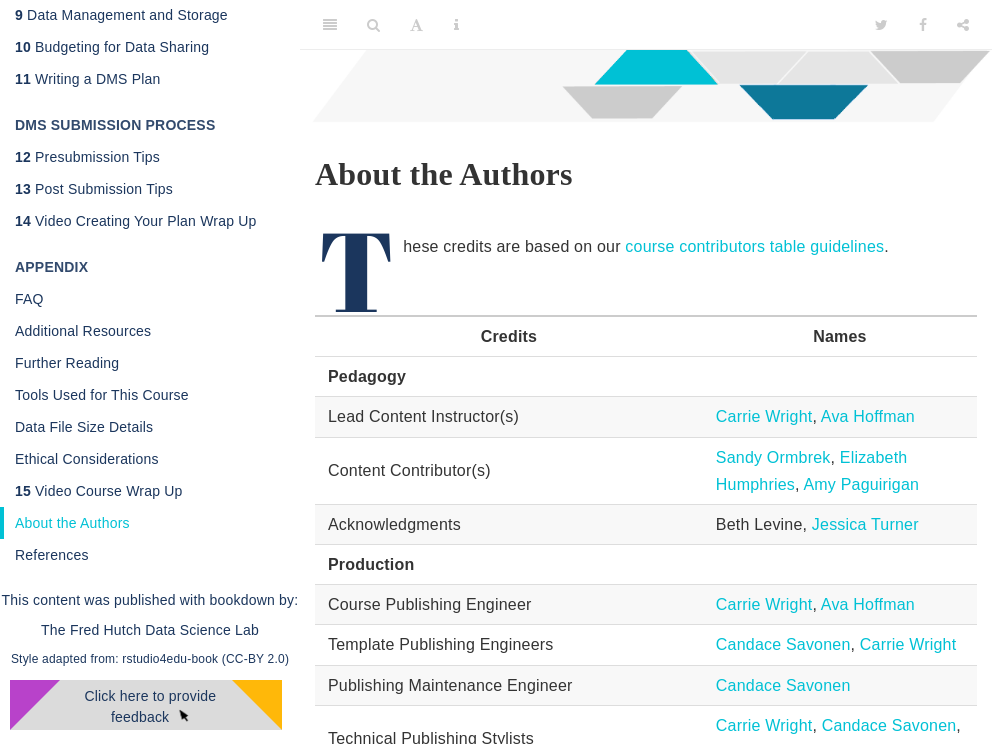 9 Data Management and Storage
10 Budgeting for Data Sharing
11 Writing a DMS Plan
DMS SUBMISSION PROCESS
12 Presubmission Tips
13 Post Submission Tips
14 Video Creating Your Plan Wrap Up
APPENDIX
FAQ
Additional Resources
Further Reading
Tools Used for This Course
Data File Size Details
Ethical Considerations
15 Video Course Wrap Up
About the Authors
References
This content was published with bookdown by:
The Fred Hutch Data Science Lab
Style adapted from: rstudio4edu-book (CC-BY 2.0)
Click here to provide
feedback
About the Authors
These credits are based on our course contributors table guidelines.
Credits Names
Pedagogy
Lead Content Instructor(s) Carrie Wright, Ava Hoffman
Content Contributor(s) Sandy Ormbrek, Elizabeth
Humphries, Amy Paguirigan
Acknowledgments Beth Levine, Jessica Turner
Production
Course Publishing Engineer Carrie Wright, Ava Hoffman
Template Publishing Engineers Candace Savonen, Carrie Wright
Publishing Maintenance Engineer Candace Savonen
Technical Publishing Stylists Carrie Wright, Candace Savonen,